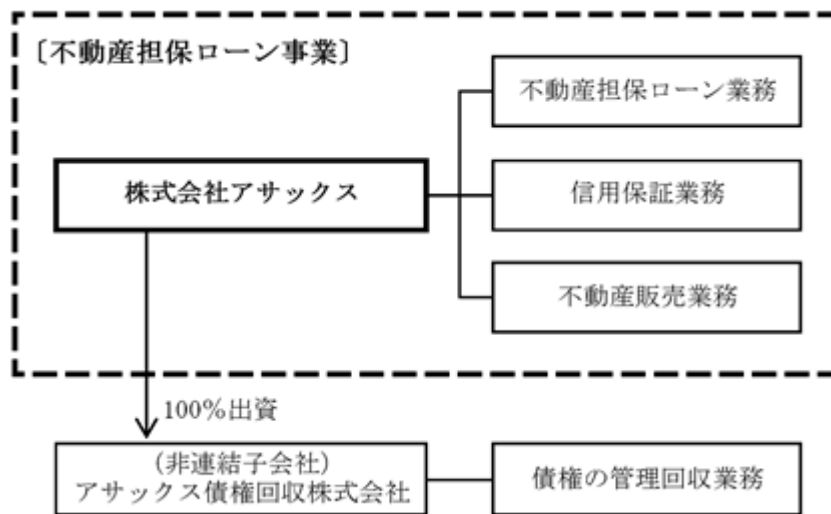 〔不動産担保ローン事業〕
不動産担保ローン業務
株式会社アサックス
信用保証業務
不動産販売業務
100%出資
(非連結子会社)
アサックス債権回収株式会社
債権の管理回収業務